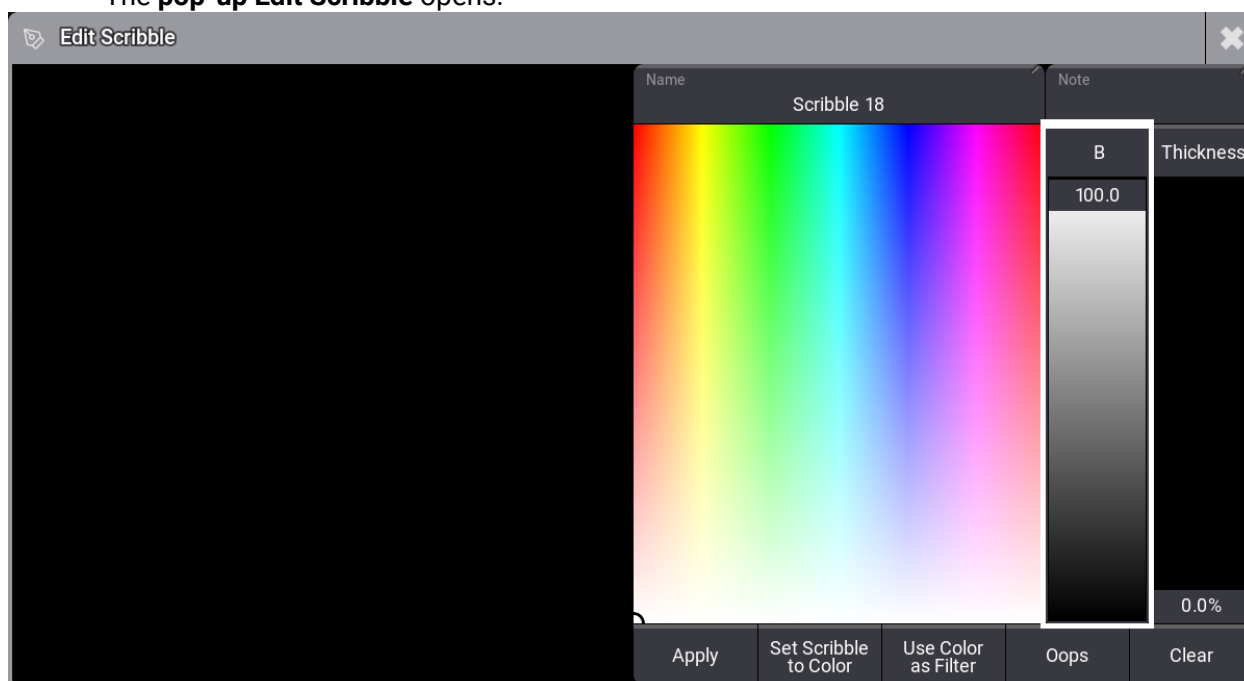 The pop-up Edit Scribble opens.
Edit Scribble
Name
Scribble 18
Note
B
Thickness
100.0
0.0%
Apply
Set Scribble
to Color
Use Color
as Filter
Oops
Clear